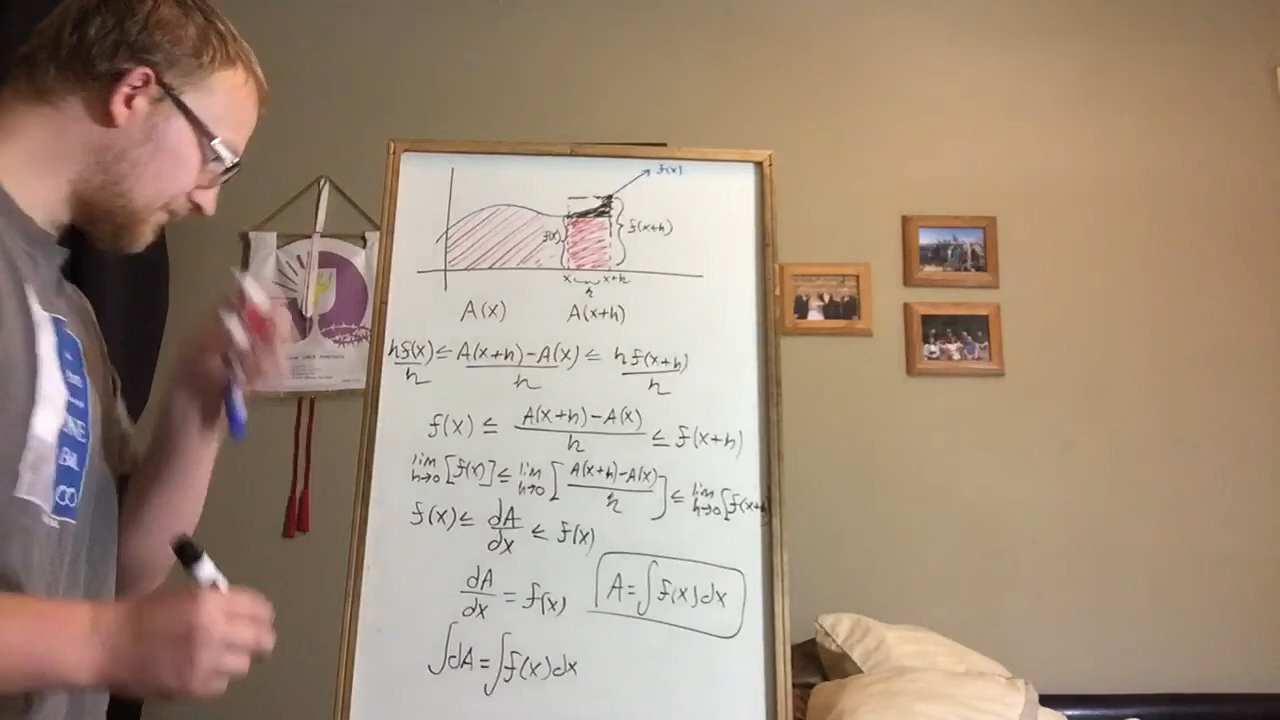 f(x)
f(x) f(x+h)
x x+h
h
A(x) A(x+h)
hf(x)/h ≤ A(x+h)-A(x)/h ≤ hf(x+h)/h
f(x) ≤ A(x+h)-A(x)/h ≤ f(x+h)
lim h→0 [f(x)] ≤ lim h→0 [A(x+h)-A(x)/h] ≤ lim h→0 [f(x+h
f(x) ≤ dA/dx ≤ f(x)
dA/dx = f(x)
A=∫f(x)dx
∫dA=∫f(x)dx